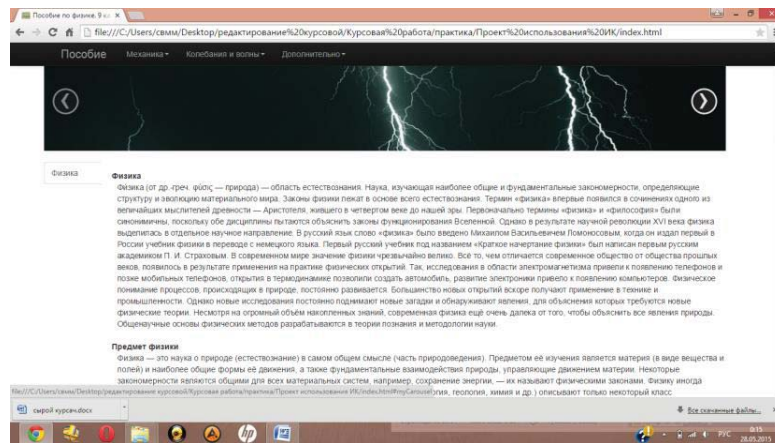 Пособие по физике. 9 кл
file:///C:/Users/свмм/Desktop/редактирование%20курсовой/Курсовая%20работа/практика/Проект%20использования%20ИК/index.html
Пособие Механика Колебания и волны Дополнительно
Физика
Физика
Физика (от др.-греч. φύσις — природа) — область естествознания. Наука, изучающая наиболее общие и фундаментальные закономерности, определяющие
структуру и эволюцию материального мира. Законы физики лежат в основе всего естествознания. Термин «физика» впервые появился в сочинениях одного из
величайших мыслителей древности — Аристотеля, жившего в четвертом веке до нашей эры. Первоначально термины «физика» и «философия» были
синонимичны, поскольку обе дисциплины пытаются объяснить законы функционирования Вселенной. Однако в результате научной революции XVI века физика
выделилась в отдельное научное направление. В русский язык слово «физика» было введено Михаилом Васильевичем Ломоносовым, когда он издал первый в
России учебник физики в переводе с немецкого языка. Первый русский учебник под названием «Краткое начертание физики» был написан первым русским
академиком П. И. Страховым. В современном мире значение физики чрезвычайно велико. Всё то, чем отличается современное общество от общества прошлых
веков, появилось в результате применения на практике физических открытий. Так, исследования в области электромагнетизма привели к появлению телефонов и
позже мобильных телефонов, открытия в термодинамике позволили создать автомобиль, развитие электроники привело к появлению компьютеров. Физическое
понимание процессов, происходящих в природе, постоянно развивается. Большинство новых открытий вскоре получают применение в технике и
промышленности. Однако новые исследования постоянно поднимают новые загадки и обнаруживают явления, для объяснения которых требуются новые
физические теории. Несмотря на огромный объём накопленных знаний, современная физика ещё очень далека от того, чтобы объяснить все явления природы.
Общенаучные основы физических методов разрабатываются в теории познания и методологии науки.
Предмет физики
Физика — это наука о природе (естествознание) в самом общем смысле (часть природоведения). Предметом её изучения является материя (в виде вещества и
полей) и наиболее общие формы её движения, а также фундаментальные взаимодействия природы, управляющие движением материи. Некоторые
закономерности являются общими для всех материальных систем, например, сохранение энергии, — их называют физическими законами. Физику иногда
file:///C:/Users/свмм/Desktop/редактирование курсовой/Курсовая работа/практика/Проект использования ИК/index.html#myCarousel огия, геология, химия и др.) описывают только некоторый класс
сырой курсач.docx Все скачанные файлы...
РУС 0:15
28.05.2015